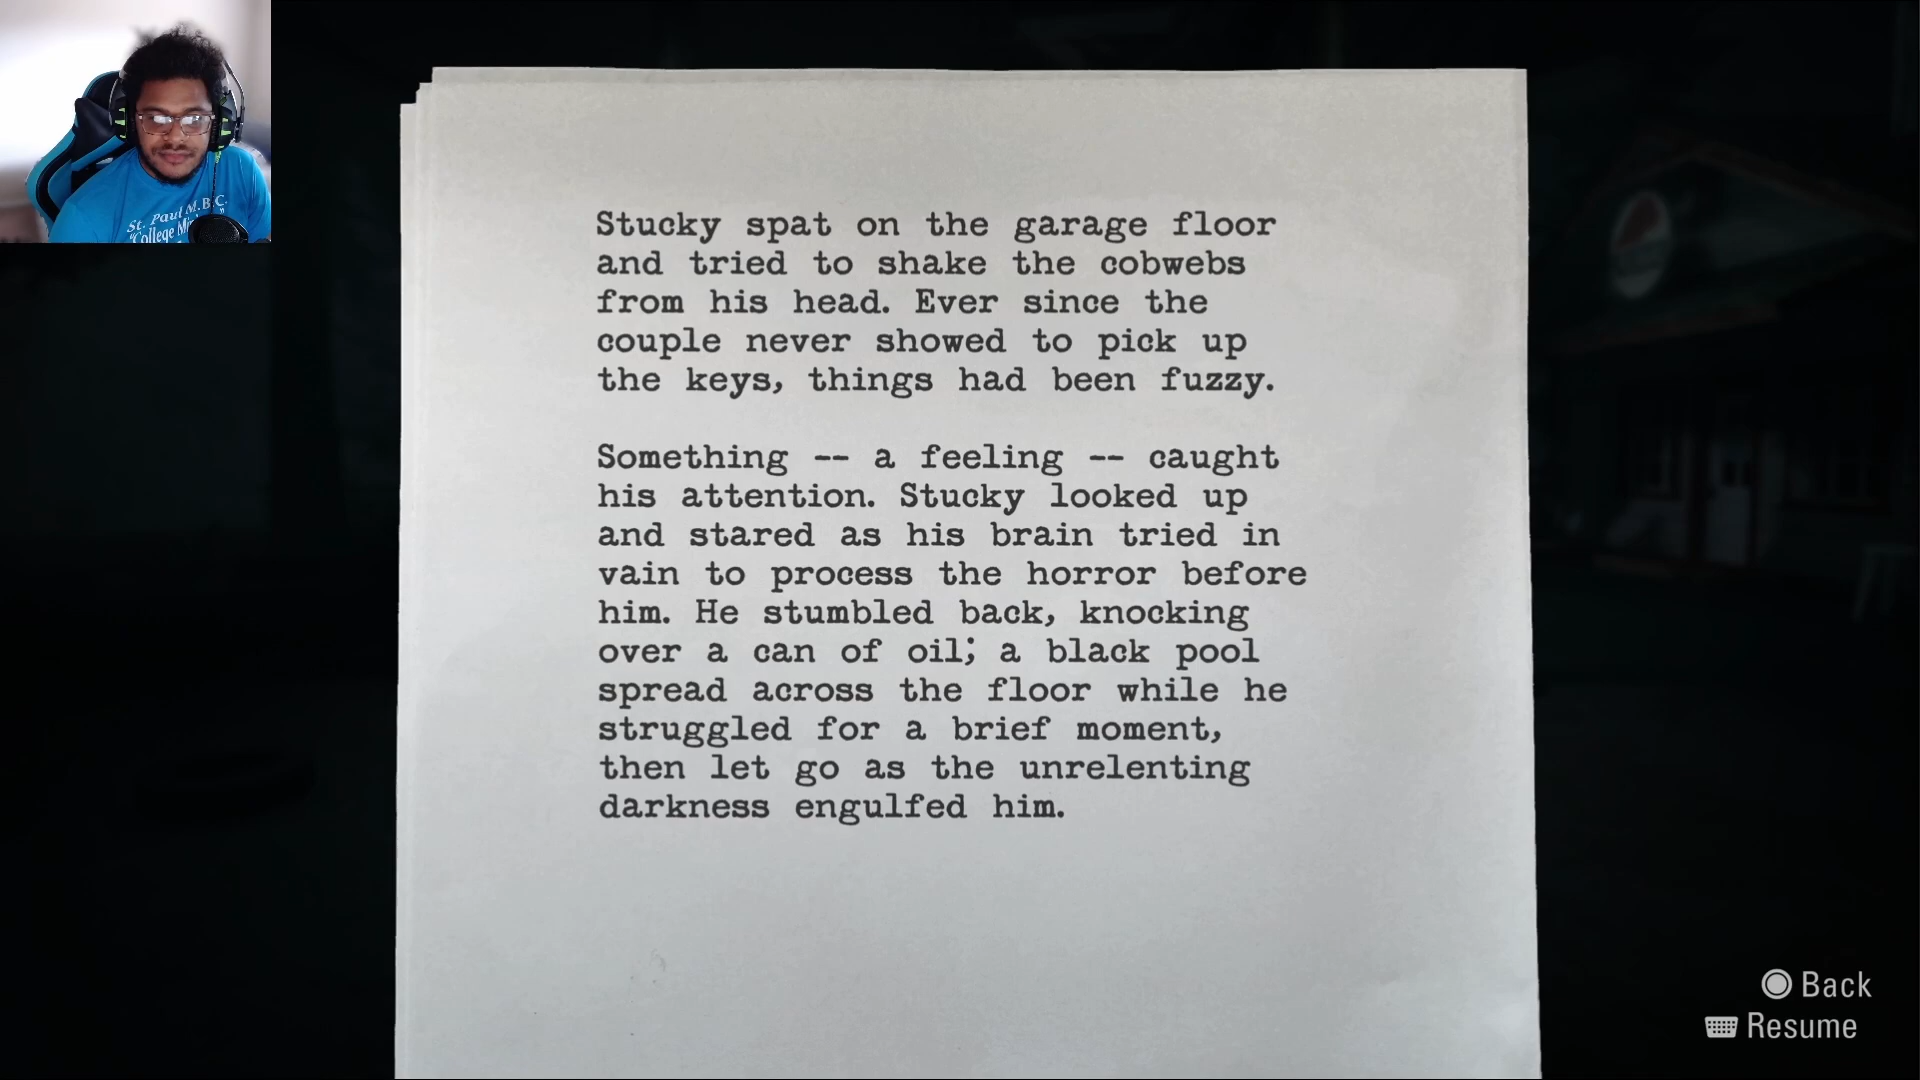 St. Paul M.B.C.
"College Mi
Stucky spat on the garage floor
and tried to shake the cobwebs
from his head. Ever since the
couple never showed to pick up
the keys, things had been fuzzy.
Something -- a feeling -- caught
his attention. Stucky looked up
and stared as his brain tried in
vain to process the horror before
him. He stumbled back, knocking
over a can of oil; a black pool
spread across the floor while he
struggled for a brief moment,
then let go as the unrelenting
darkness engulfed him.
Back
Resume